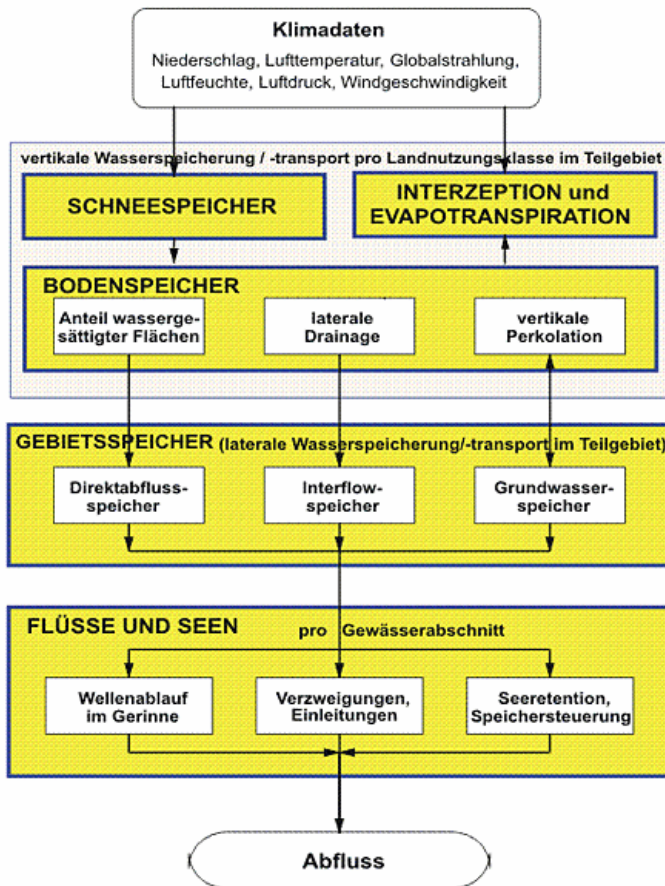 Klimadaten
Niederschlag, Lufttemperatur, Globalstrahlung,
Luftfeuchte, Luftdruck, Windgeschwindigkeit
vertikale Wasserspeicherung / -transport pro Landnutzungsklasse im Teilgebiet
SCHNEESPEICHER
INTERZEPTION und
EVAPOTRANSPIRATION
BODENSPEICHER
Anteil wasserge-
sättigter Flächen
laterale
Drainage
vertikale
Perkolation
GEBIETSSPEICHER (laterale Wasserspeicherung/-transport im Teilgebiet)
Direktabfluss-
speicher
Interflow-
speicher
Grundwasser-
speicher
FLÜSSE UND SEEN
pro Gewässerabschnitt
Wellenablauf
im Gerinne
Verzweigungen,
Einleitungen
Seeretention,
Speichersteuerung
Abfluss